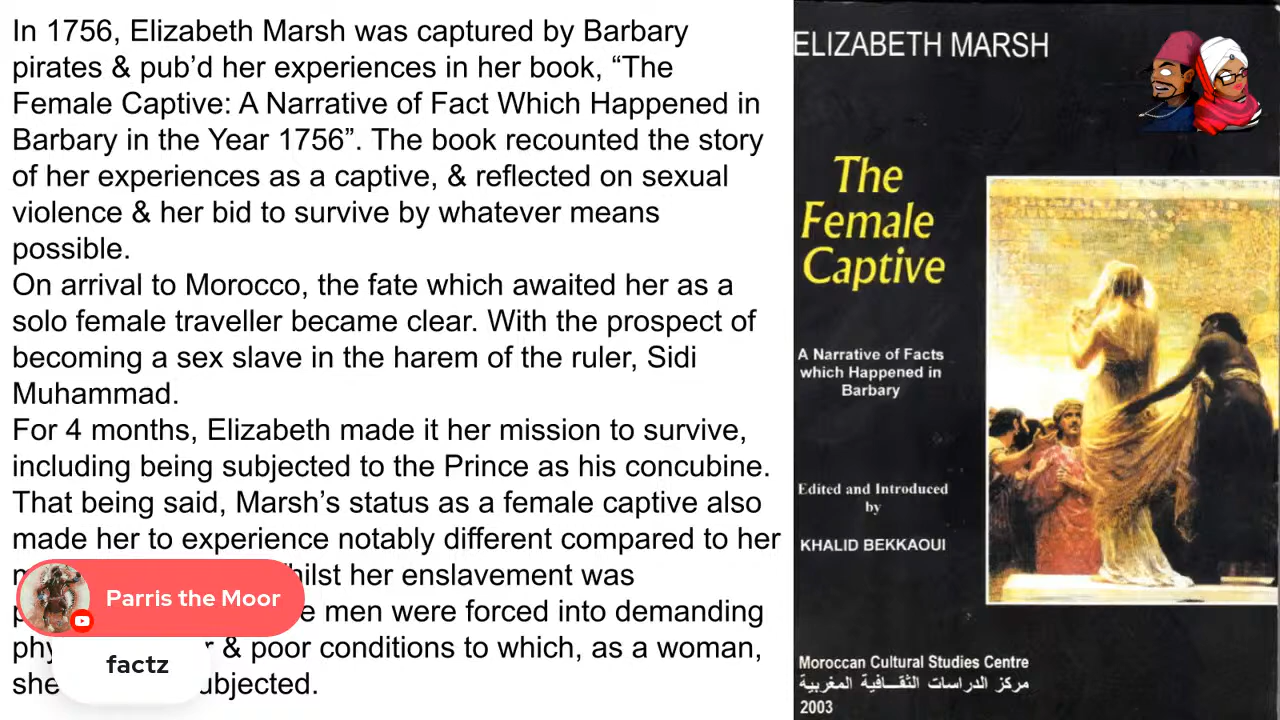 In 1756, Elizabeth Marsh was captured by Barbary
pirates & pub’d her experiences in her book, “The
Female Captive: A Narrative of Fact Which Happened in
Barbary in the Year 1756”. The book recounted the story
of her experiences as a captive, & reflected on sexual
violence & her bid to survive by whatever means
possible.
On arrival to Morocco, the fate which awaited her as a
solo female traveller became clear. With the prospect of
becoming a sex slave in the harem of the ruler, Sidi
Muhammad.
For 4 months, Elizabeth made it her mission to survive,
including being subjected to the Prince as his concubine.
That being said, Marsh’s status as a female captive also
made her to experience notably different compared to her
her enslavement was
men were forced into demanding
& poor conditions to which, as a woman,
she
Parris the Moor
factz
ELIZABETH MARSH
The
Female
Captive
A Narrative of Facts
which Happened in
Barbary
Edited and Introduced
by
KHALID BEKKAOUI
Moroccan Cultural Studies Centre
مركز الدراسات الثقافية المغربية
2003